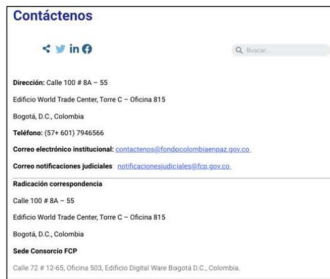 Contáctenos
Buscar...
Dirección: Calle 100 # 8A – 55
Edificio World Trade Center, Torre C – Oficina 815
Bogotá, D.C., Colombia
Teléfono: (57+ 601) 7946566
Correo electrónico institucional: contactenos@fondocolombiaenpaz.gov.co
Correo notificaciones judiciales: notificacionesjudiciales@fcp.gov.co
Radicación correspondencia
Calle 100 # 8A – 55
Edificio World Trade Center, Torre C – Oficina 815
Bogotá, D.C., Colombia
Sede Consorcio FCP
Calle 72 # 12-65, Oficina 503, Edificio Digital Ware Bogotá D.C., Colombia.